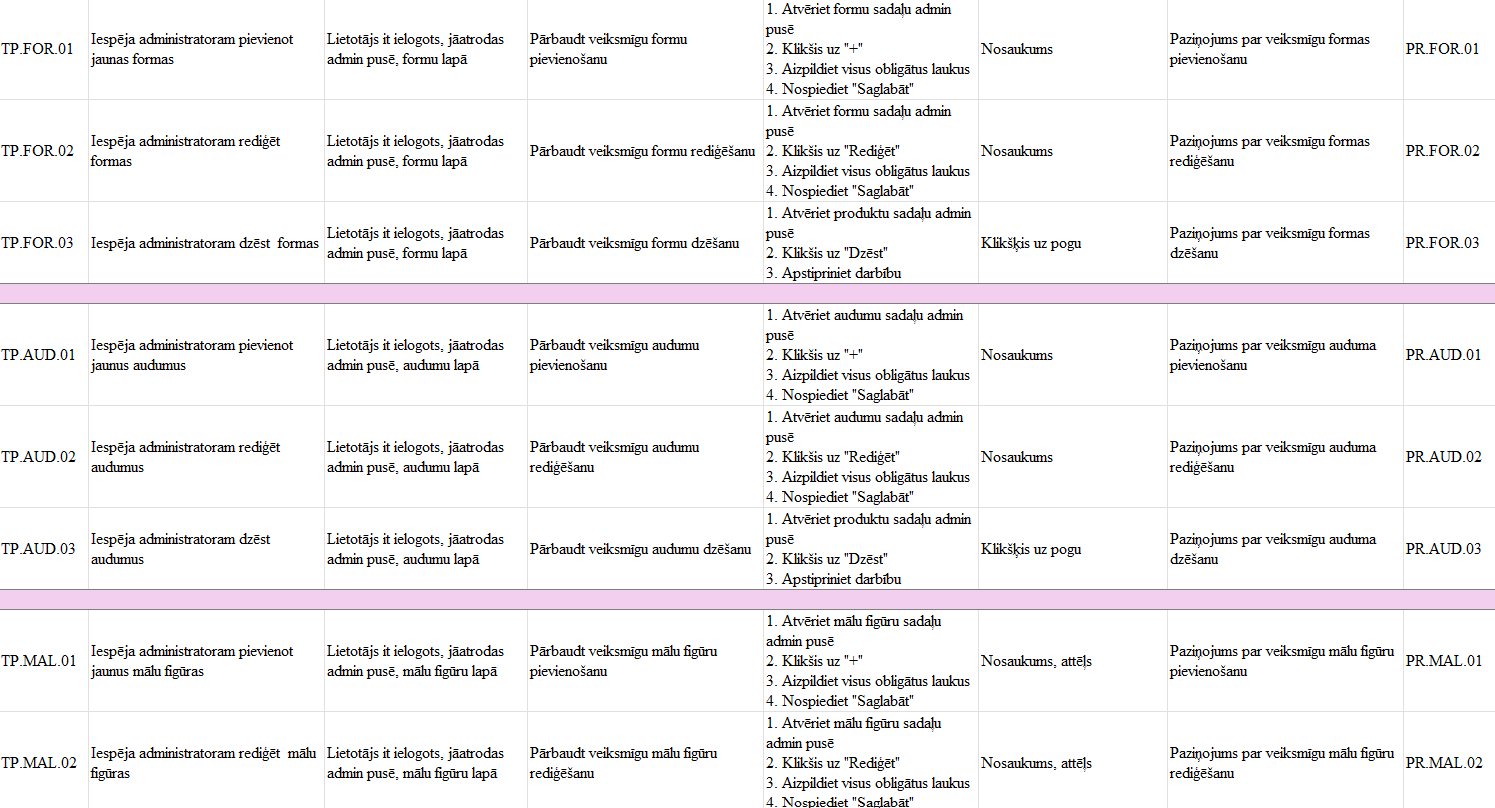 TP.FOR.01
Iespēja administratoram pievienot
jaunas formas
Lietotājs it ielogots, jāatrodas
admin pusē, formu lapā
Pārbaudt veiksmīgu formu
pievienošanu
1. Atvēriet formu sadaļu admin
pusē
2. Klikšis uz "+"
3. Aizpildiet visus obligātus laukus
4. Nospiediet "Saglabāt"
Nosaukums
Paziņojums par veiksmīgu formas
pievienošanu
PR.FOR.01
TP.FOR.02
Iespēja administratoram rediģēt
formas
Lietotājs it ielogots, jāatrodas
admin pusē, formu lapā
Pārbaudt veiksmīgu formu rediģēšanu
1. Atvēriet formu sadaļu admin
pusē
2. Klikšis uz "Rediģēt"
3. Aizpildiet visus obligātus laukus
4. Nospiediet "Saglabāt"
Nosaukums
Paziņojums par veiksmīgu formas
rediģēšanu
PR.FOR.02
TP.FOR.03
Iespēja administratoram dzēst  formas
Lietotājs it ielogots, jāatrodas
admin pusē, formu lapā
Pārbaudt veiksmīgu formu dzēšanu
1. Atvēriet produktu sadaļu admin
pusē
2. Klikšis uz "Dzēst"
3. Apstipriniet darbību
Klikšķis uz pogu
Paziņojums par veiksmīgu formas
dzēšanu
PR.FOR.03
TP.AUD.01
Iespēja administratoram pievienot
jaunus audumus
Lietotājs it ielogots, jāatrodas
admin pusē, audumu lapā
Pārbaudt veiksmīgu audumu
pievienošanu
1. Atvēriet audumu sadaļu admin
pusē
2. Klikšis uz "+"
3. Aizpildiet visus obligātus laukus
4. Nospiediet "Saglabāt"
Nosaukums
Paziņojums par veiksmīgu auduma
pievienošanu
PR.AUD.01
TP.AUD.02
Iespēja administratoram rediģēt
audumus
Lietotājs it ielogots, jāatrodas
admin pusē, audumu lapā
Pārbaudt veiksmīgu audumu
rediģēšanu
1. Atvēriet audumu sadaļu admin
pusē
2. Klikšis uz "Rediģēt"
3. Aizpildiet visus obligātus laukus
4. Nospiediet "Saglabāt"
Nosaukums
Paziņojums par veiksmīgu auduma
rediģēšanu
PR.AUD.02
TP.AUD.03
Iespēja administratoram dzēst
audumus
Lietotājs it ielogots, jāatrodas
admin pusē, audumu lapā
Pārbaudt veiksmīgu audumu dzēšanu
1. Atvēriet produktu sadaļu admin
pusē
2. Klikšis uz "Dzēst"
3. Apstipriniet darbību
Klikšķis uz pogu
Paziņojums par veiksmīgu auduma
dzēšanu
PR.AUD.03
TP.MAL.01
Iespēja administratoram pievienot
jaunus mālu figūras
Lietotājs it ielogots, jāatrodas
admin pusē, mālu figūru lapā
Pārbaudt veiksmīgu mālu figūru
pievienošanu
1. Atvēriet mālu figūru sadaļu
admin pusē
2. Klikšis uz "+"
3. Aizpildiet visus obligātus laukus
4. Nospiediet "Saglabāt"
Nosaukums, attēļs
Paziņojums par veiksmīgu mālu figūru
pievienošanu
PR.MAL.01
TP.MAL.02
Iespēja administratoram rediģēt  mālu
figūras
Lietotājs it ielogots, jāatrodas
admin pusē, mālu figūru lapā
Pārbaudt veiksmīgu mālu figūru
rediģēšanu
1. Atvēriet mālu figūru sadaļu
admin pusē
2. Klikšis uz "Rediģēt"
3. Aizpildiet visus obligātus laukus
4. Nospiediet "Saglabāt"
Nosaukums, attēļs
Paziņojums par veiksmīgu mālu figūru
rediģēšanu
PR.MAL.02